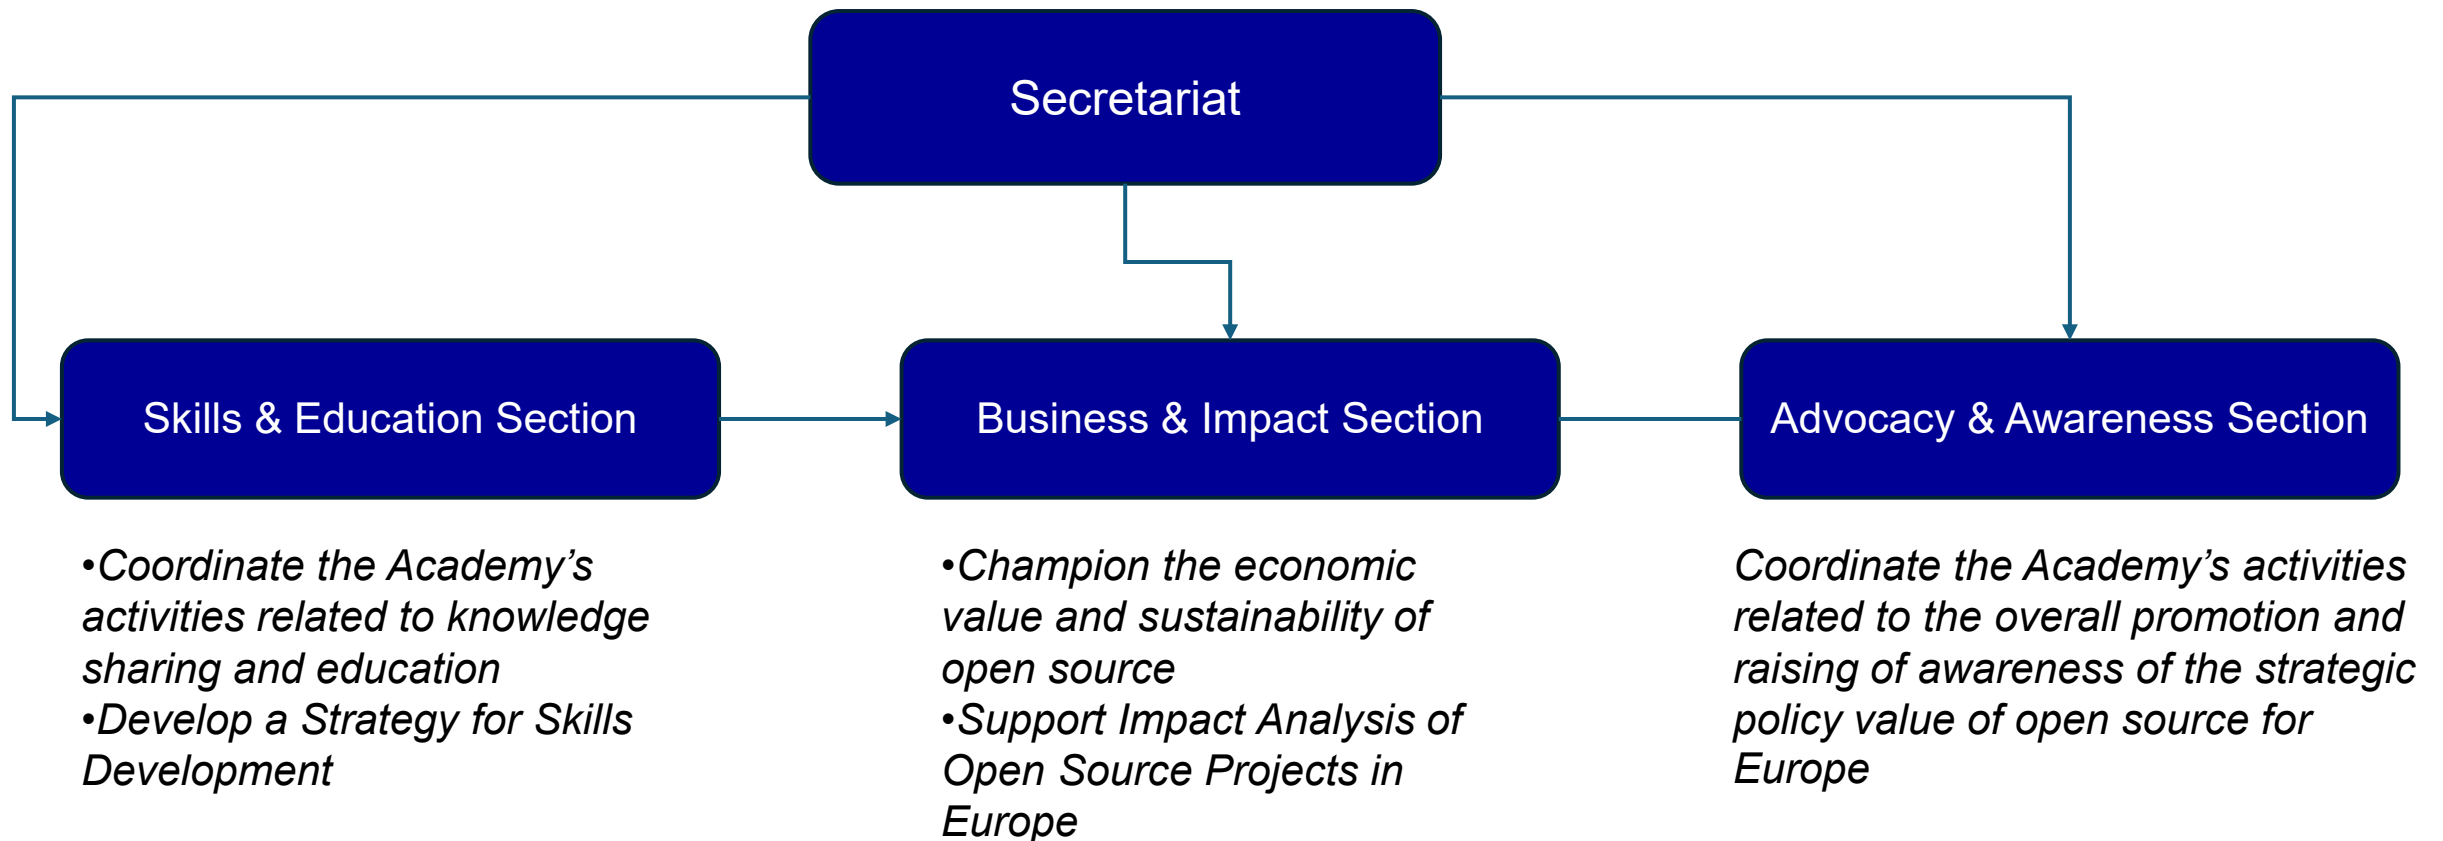 Secretariat
Skills & Education Section
Business & Impact Section
Advocacy & Awareness Section
•Coordinate the Academy’s
activities related to knowledge
sharing and education
•Develop a Strategy for Skills
Development
•Champion the economic
value and sustainability of
open source
•Support Impact Analysis of
Open Source Projects in
Europe
Coordinate the Academy’s activities
related to the overall promotion and
raising of awareness of the strategic
policy value of open source for
Europe